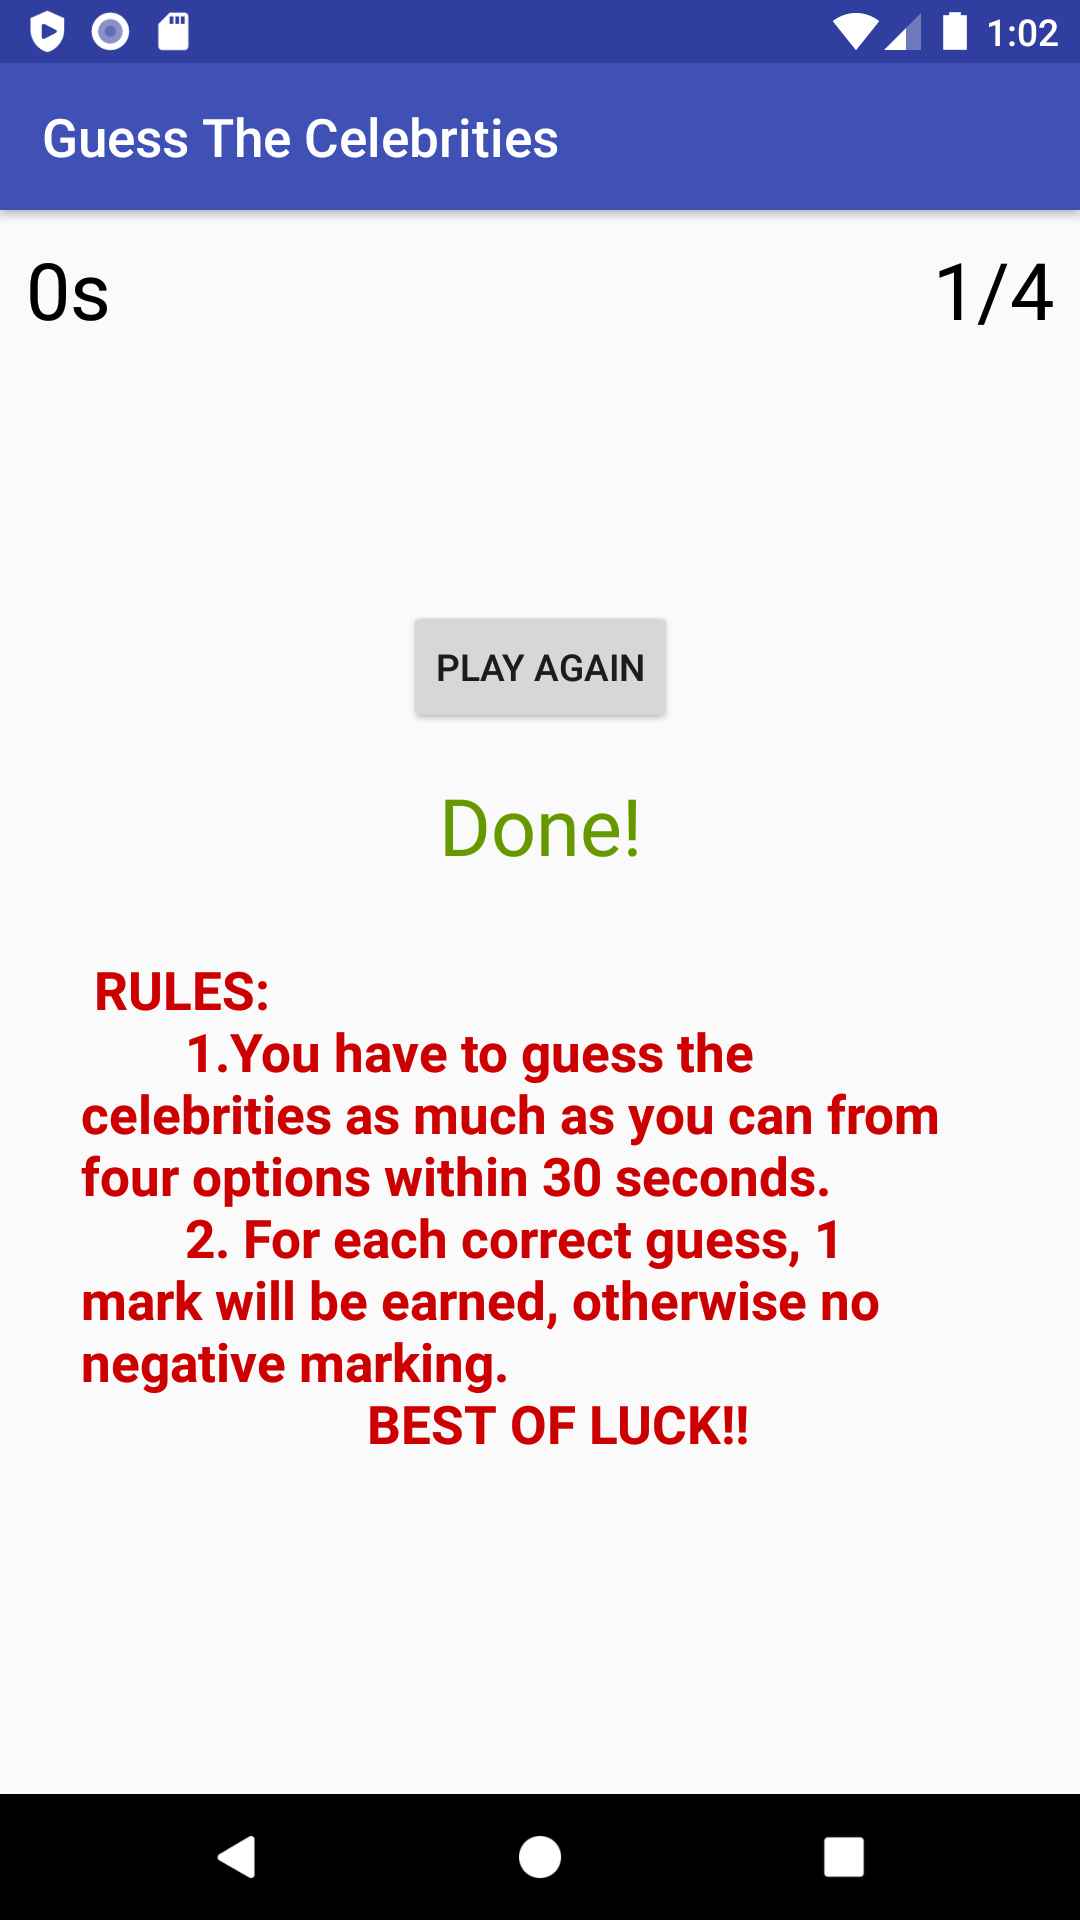 1:02
Guess The Celebrities
0s 1/4
PLAY AGAIN
Done!
RULES:
1.You have to guess the
celebrities as much as you can from
four options within 30 seconds.
2. For each correct guess, 1
mark will be earned, otherwise no
negative marking.
BEST OF LUCK!!